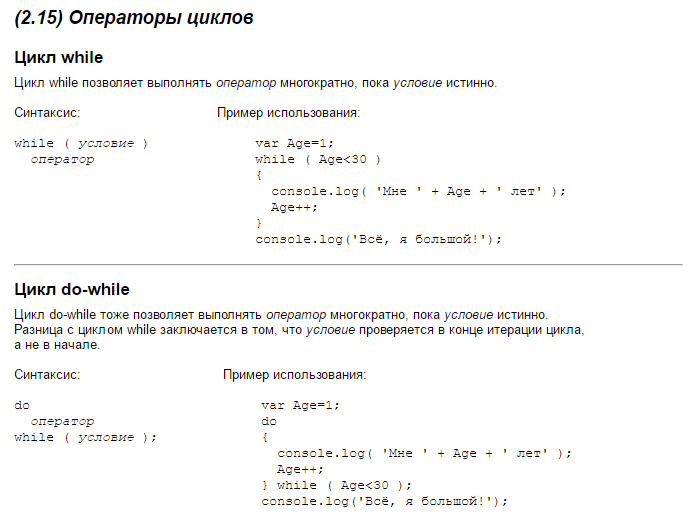 (2.15) Операторы циклов
Цикл while
Цикл while позволяет выполнять оператор многократно, пока условие истинно.
Синтаксис: Пример использования:
while ( условие ) var Age=1;
оператор while ( Age<30 )
{
console.log( 'Мне ' + Age + ' лет' );
Age++;
}
console.log('Всё, я большой!');
Цикл do-while
Цикл do-while тоже позволяет выполнять оператор многократно, пока условие истинно.
Разница с циклом while заключается в том, что условие проверяется в конце итерации цикла,
а не в начале.
Синтаксис: Пример использования:
do var Age=1;
оператор do
while ( условие ); {
console.log( 'Мне ' + Age + ' лет' );
Age++;
} while ( Age<30 );
console.log('Всё, я большой!');